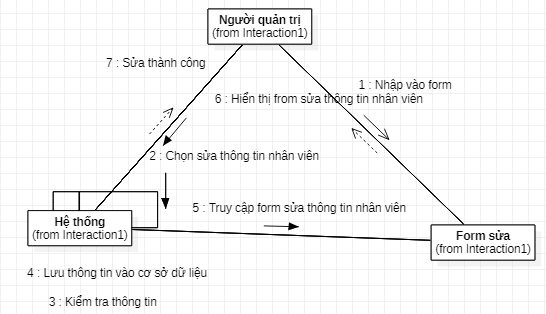 Người quản trị
(from Interaction1)
7 : Sửa thành công
1 : Nhập vào form
6 : Hiển thị from sửa thông tin nhân viên
2 : Chọn sửa thông tin nhân viên
5 : Truy cập form sửa thông tin nhân viên
Hệ thống
(from Interaction1)
Form sửa
(from Interaction1)
4 : Lưu thông tin vào cơ sở dữ liệu
3 : Kiểm tra thông tin